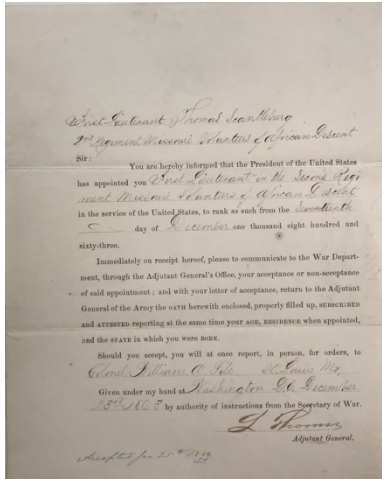 First Lieutenant Thomas Scantleburg
2nd Regiment Missouri Volunteers of African Descent
Sir:
You are hereby informed that the President of the United States
has appointed you First Lieutenant in the Second Regi
ment Missouri Volunteers of African Descent
in the service of the United States, to rank as such from the Seventeenth
day of December one thousand eight hundred and
sixty-three.
Immediately on receipt hereof, please to communicate to the War Depart-
ment, through the Adjutant General's Office, your acceptance or non-acceptance
of said appointment; and with your letter of acceptance, return to the Adjutant
General of the Army the OATH herewith enclosed, properly filled up, SUBSCRIBED
and ATTESTED reporting at the same time your AGE, RESIDENCE when appointed,
and the STATE in which you were BORN.
Should you accept, you will at once report, in person, for orders, to
Colonel William A. Pile St. Louis Mo.
Given under my hand at Washington D.C. December
23rd 1863 by authority of instructions from the Secretary of War.
L Thomas
Adjutant General.
Accepted Jan 25th